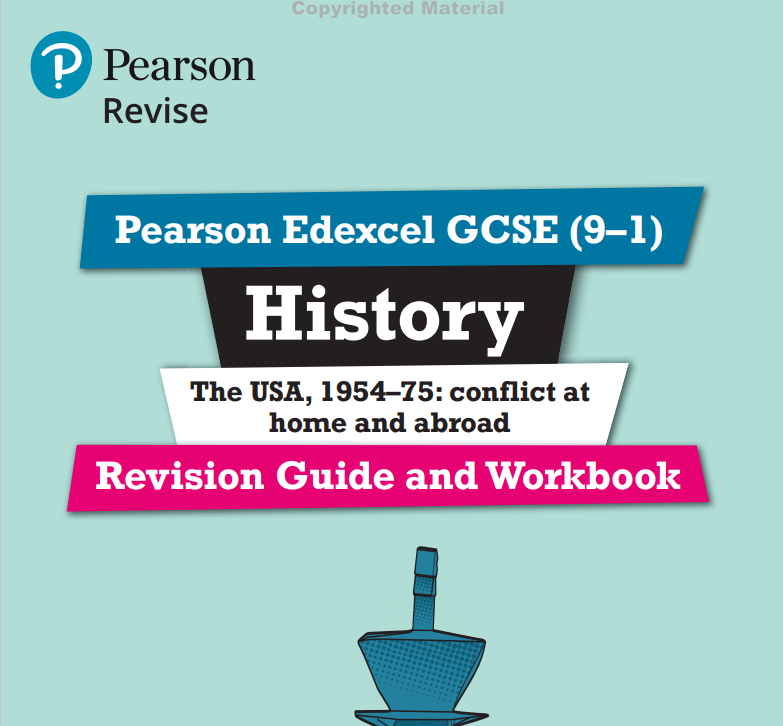 Copyrighted Material
Pearson
Revise
Pearson Edexcel GCSE (9–1)
History
The USA, 1954–75: conflict at
home and abroad
Revision Guide and Workbook